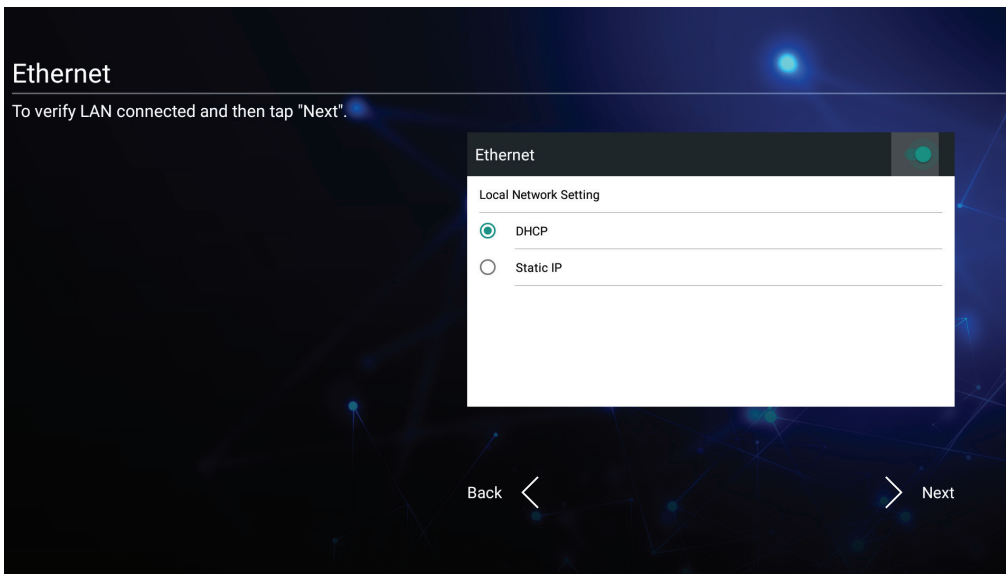 Ethernet
To verify LAN connected and then tap "Next".
Ethernet
Local Network Setting
DHCP
Static IP
Back
Next